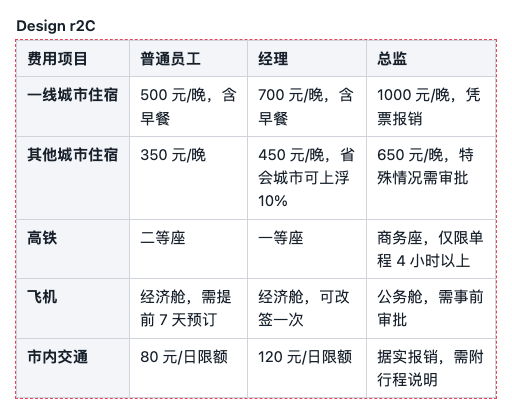 Design r2C
费用项目 普通员工 经理 总监
一线城市住宿 500 元/晚，含早餐 700 元/晚，含早餐 1000 元/晚，凭票报销
其他城市住宿 350 元/晚 450 元/晚，省会城市可上浮 10% 650 元/晚，特殊情况需审批
高铁 二等座 一等座 商务座，仅限单程 4 小时以上
飞机 经济舱，需提前 7 天预订 经济舱，可改签一次 公务舱，需事前审批
市内交通 80 元/日限额 120 元/日限额 据实报销，需附行程说明